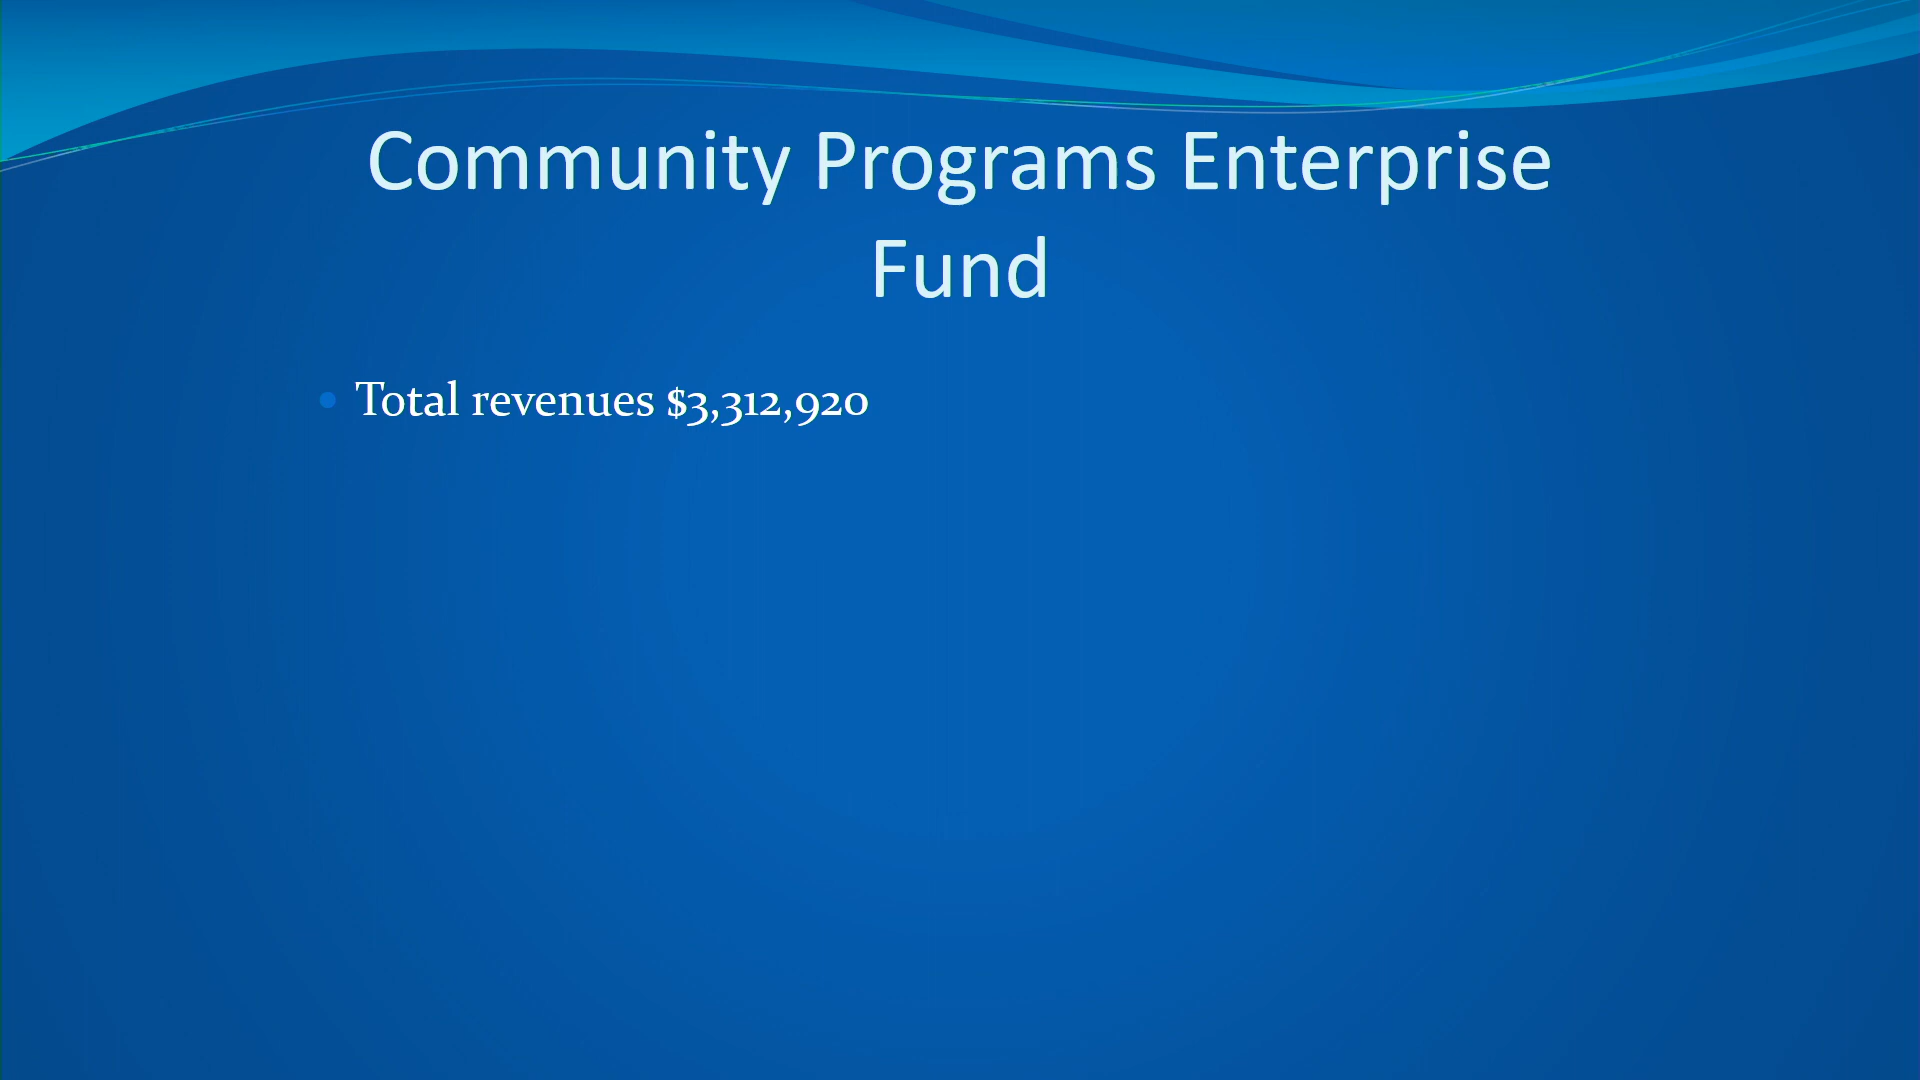 Community Programs Enterprise
Fund
• Total revenues $3,312,920